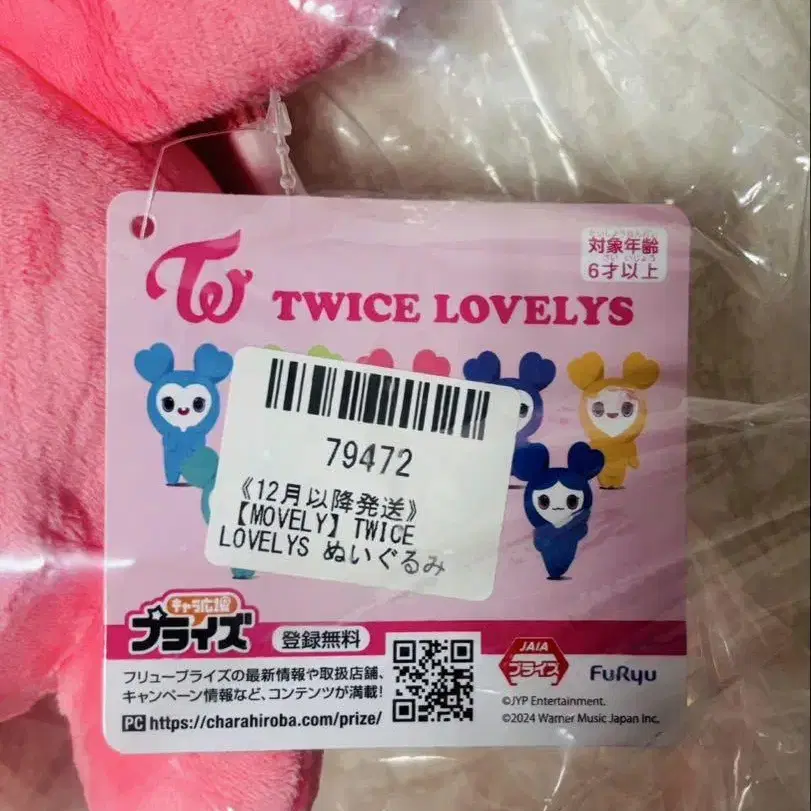 TWICE LOVELYS
対象年齢
6才以上
79472
《12月以降発送》
【MOVELY】TWICE
LOVELYS ぬいぐるみ
キャラ広場
プライズ
登録無料
フリュープライズの最新情報や取扱店舗、
キャンペーン情報など、コンテンツが満載!
PC https://charahiroba.com/prize/
JAIA
プライズ
FuRyu
©JYP Entertainment.
©2024 Warner Music Japan Inc.